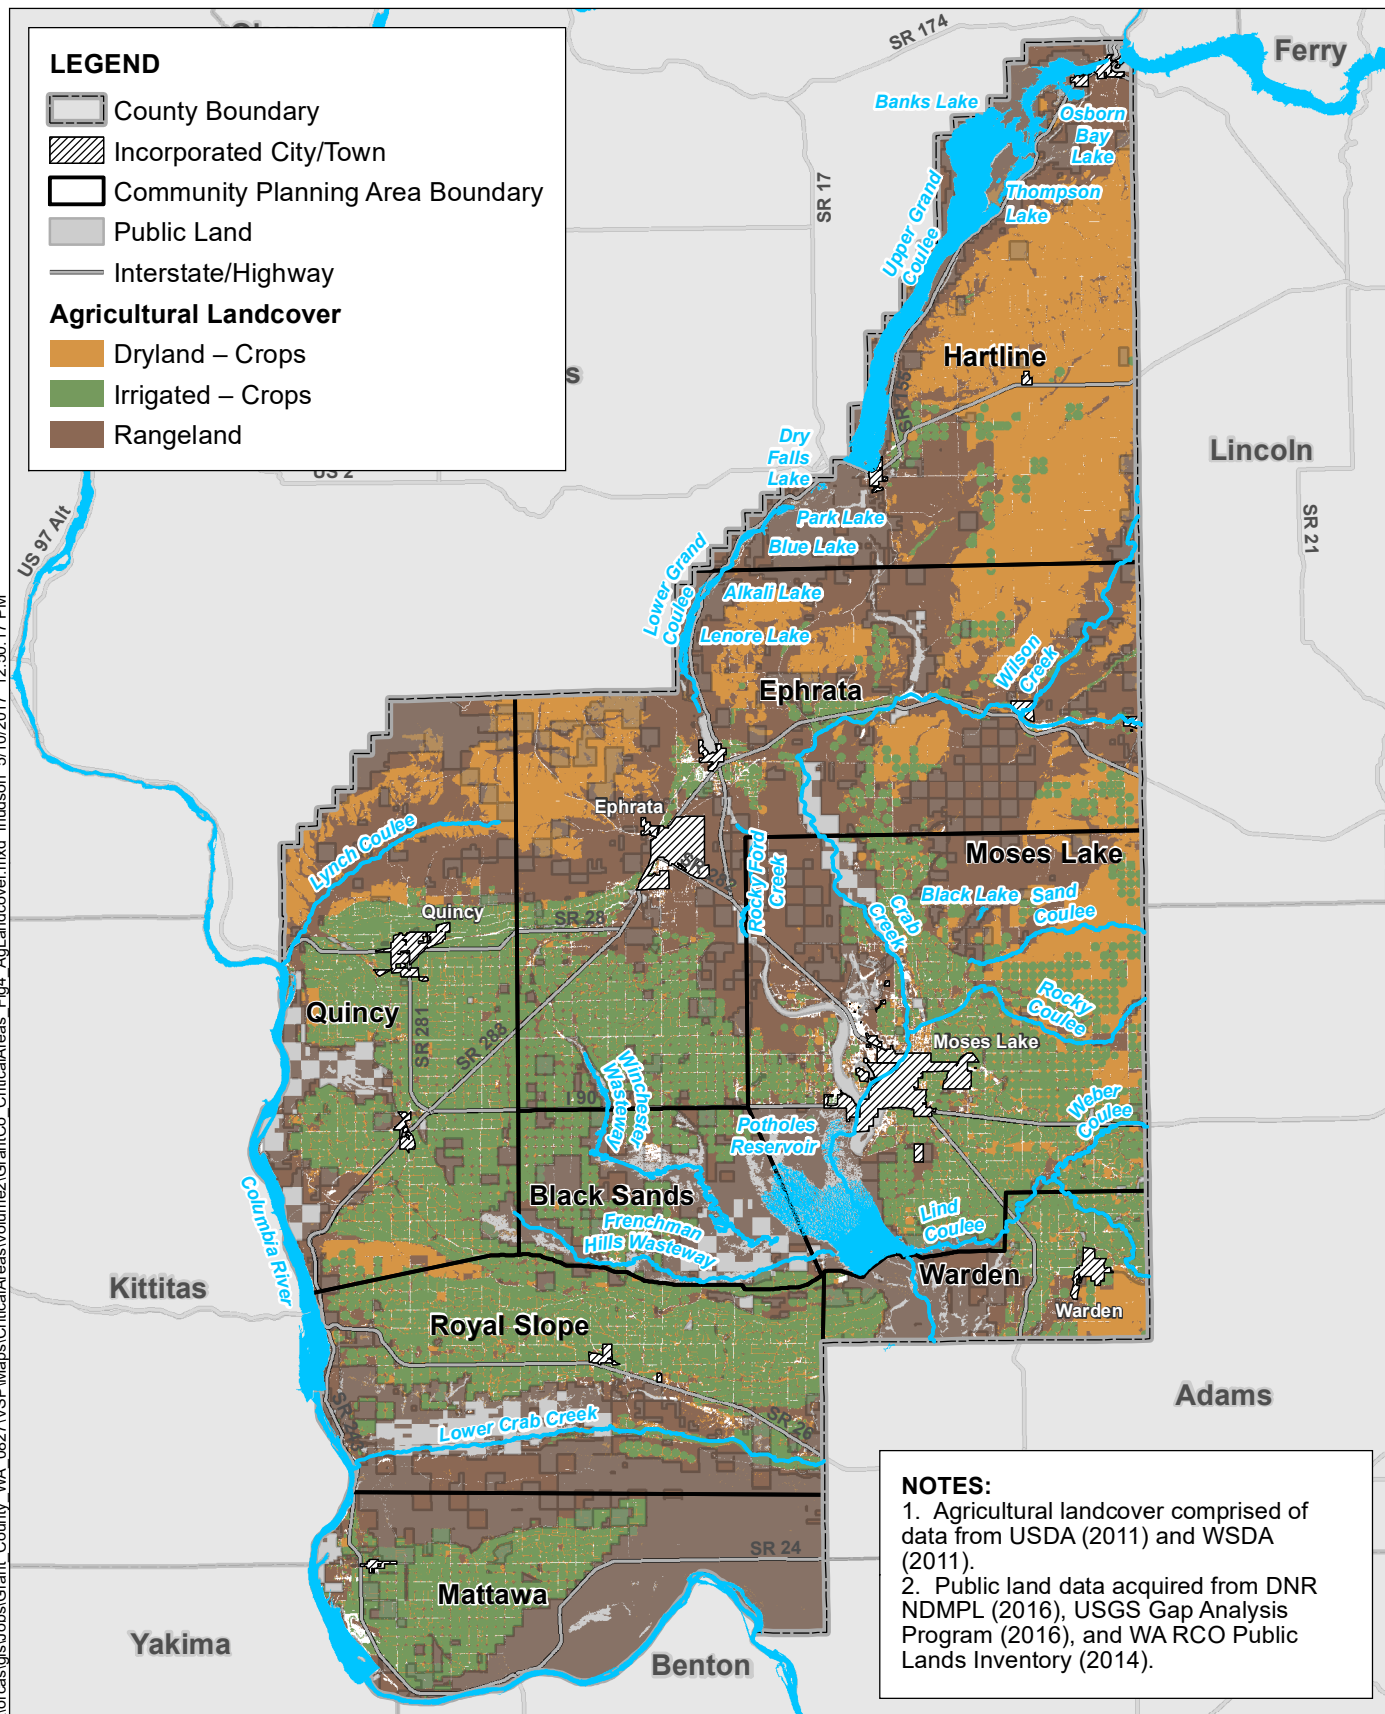 LEGEND
County Boundary
Incorporated City/Town
Community Planning Area Boundary
Public Land
Interstate/Highway
Agricultural Landcover
Dryland – Crops
Irrigated – Crops
Rangeland
SR 174
Ferry
Banks Lake
Osborn
Bay
Lake
Thompson
Lake
SR 17
Upper Grand
Coulee
Hartline
SR 155
s
Lincoln
Dry
Falls
Lake
US 2
US 97 Alt
Park Lake
Blue Lake
SR 21
Lower Grand
Coulee
Alkali Lake
Lenore Lake
Wilson
Creek
Ephrata
Ephrata
Lynch Coulee
Moses Lake
Rocky Ford
Creek
Black Lake
Sand
Coulee
Crab
Creek
Quincy
SR 28
Quincy
SR 281
Rocky
Coulee
Moses Lake
Winchester
Wasteway
I 90
Weber
Coulee
Potholes
Reservoir
Black Sands
Frenchman
Hills Wasteway
Lind
Coulee
Columbia River
Kittitas
Warden
Warden
Royal Slope
Adams
SR 26
Lower Crab Creek
SR 24
Mattawa
Yakima
Benton
NOTES:
1. Agricultural landcover comprised of
data from USDA (2011) and WSDA
(2011).
2. Public land data acquired from DNR
NDMPL (2016), USGS Gap Analysis
Program (2016), and WA RCO Public
Lands Inventory (2014).